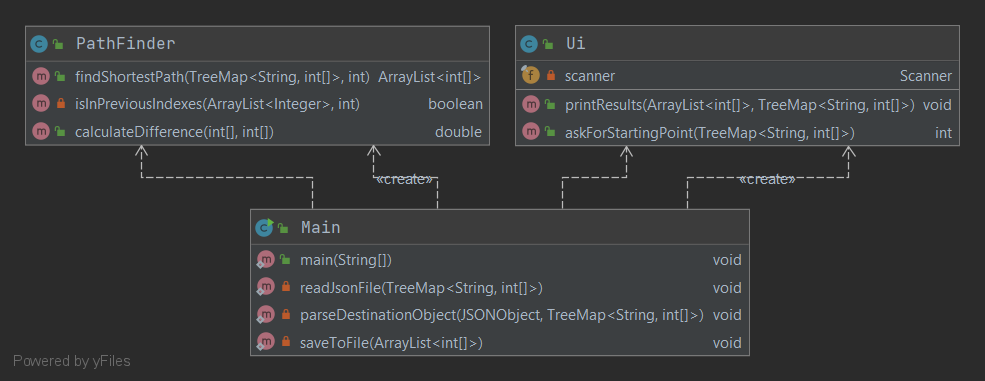 PathFinder
findShortestPath(TreeMap<String, int[]>, int) ArrayList<int[]>
isInPreviousIndexes(ArrayList<Integer>, int) boolean
calculateDifference(int[], int[]) double
Ui
scanner Scanner
printResults(ArrayList<int[]>, TreeMap<String, int[]>) void
askForStartingPoint(TreeMap<String, int[]>) int
«create»
«create»
Main
main(String[]) void
readJsonFile(TreeMap<String, int[]>) void
parseDestinationObject(JSONObject, TreeMap<String, int[]>) void
saveToFile(ArrayList<int[]>) void
Powered by yFiles